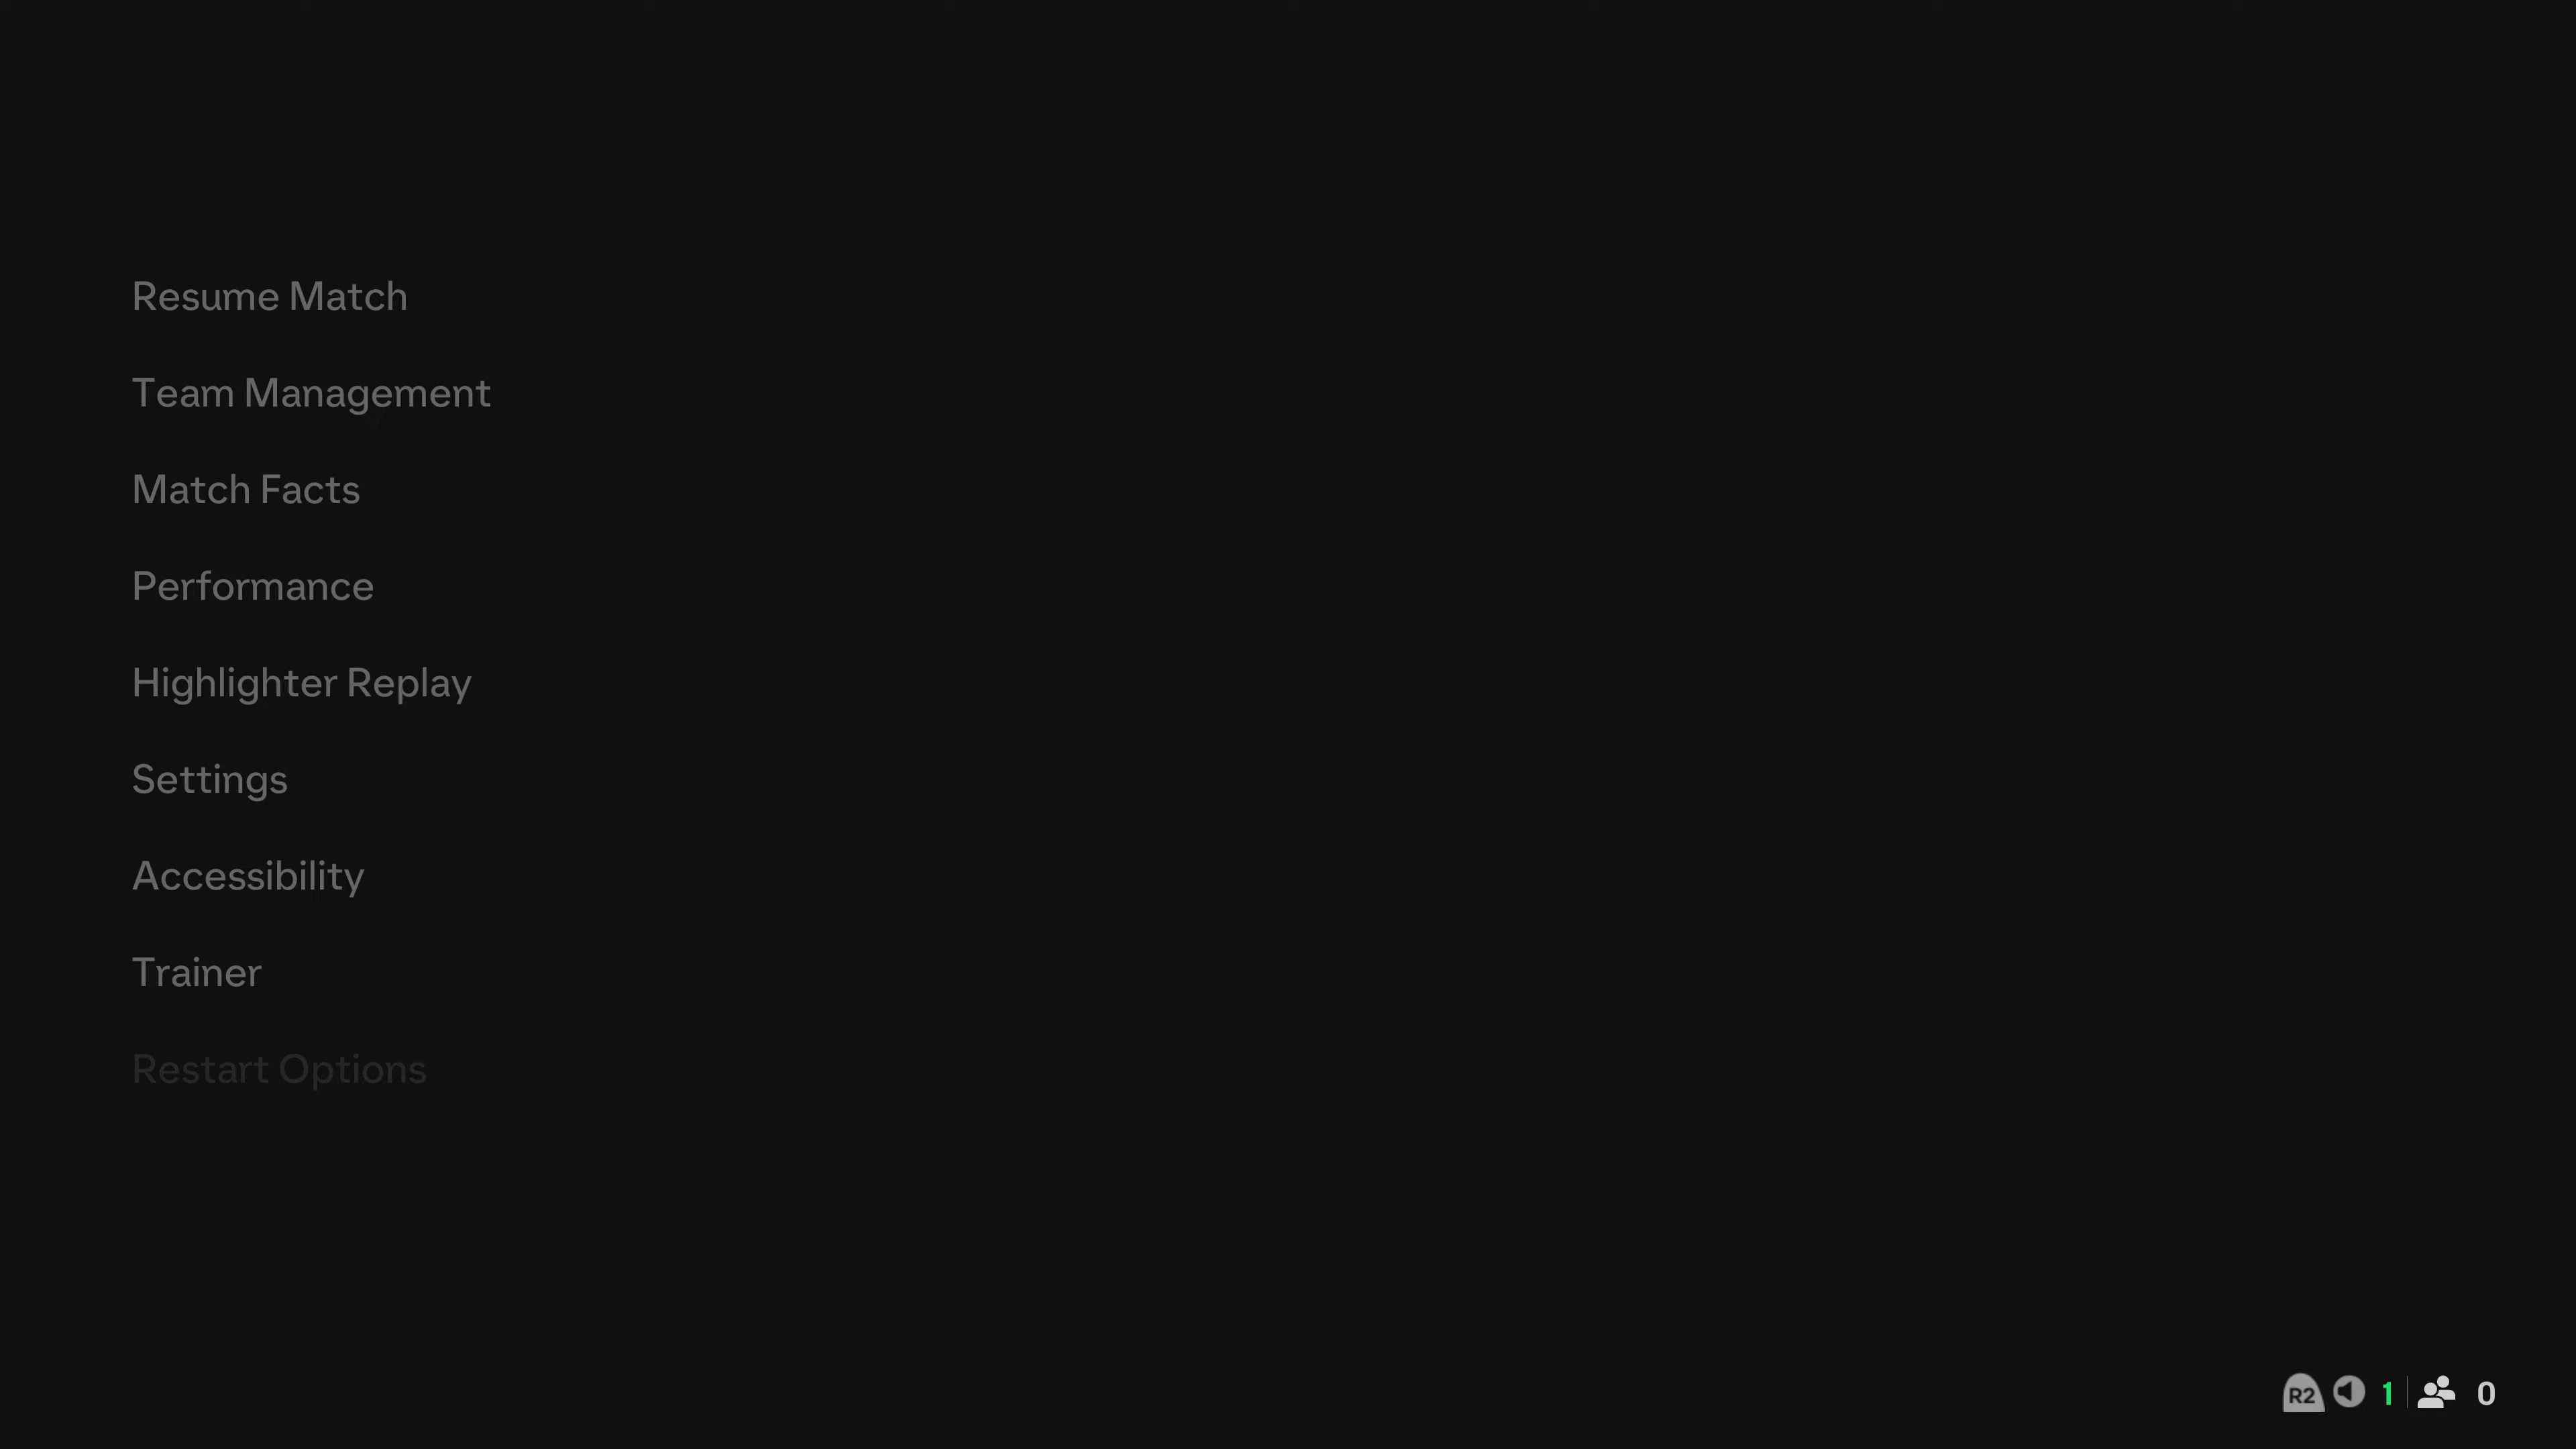 Resume Match
Team Management
Match Facts
Performance
Highlighter Replay
Settings
Accessibility
Trainer
Restart Options
R2 1 0